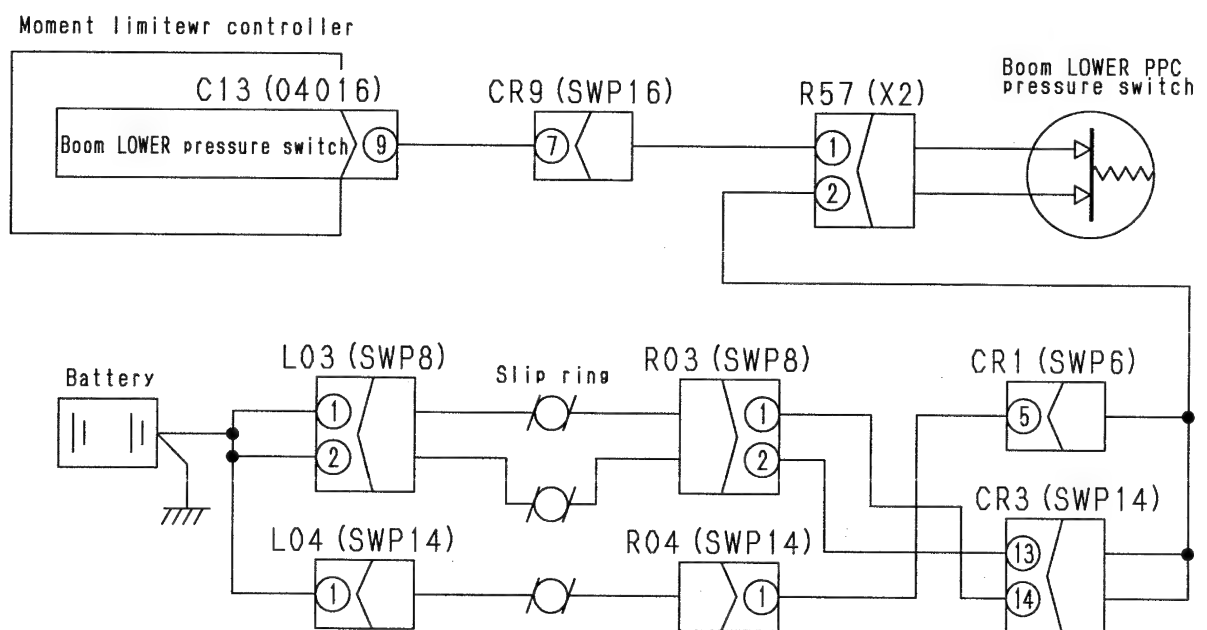 Moment limitewr controller
C13 (04016)
CR9 (SWP16)
R57 (X2)
Boom LOWER PPC
pressure switch
Boom LOWER pressure switch
9
7
1
2
Battery
L03 (SWP8)
Slip ring
R03 (SWP8)
CR1 (SWP6)
1
2
1
2
5
CR3 (SWP14)
L04 (SWP14)
R04 (SWP14)
13
14
1
1